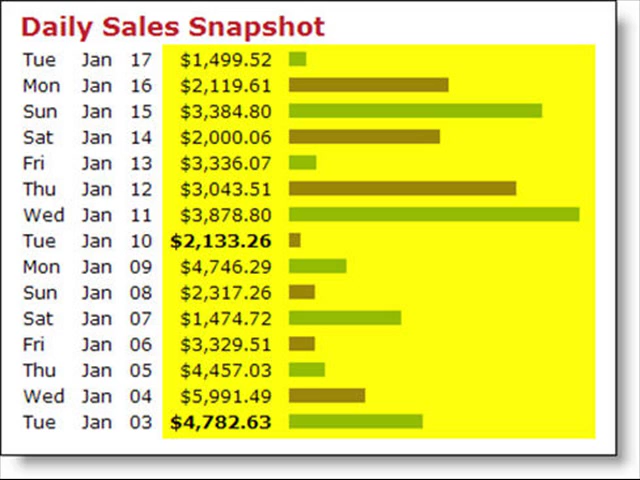 Daily Sales Snapshot
Tue Jan 17 $1,499.52
Mon Jan 16 $2,119.61
Sun Jan 15 $3,384.80
Sat Jan 14 $2,000.06
Fri Jan 13 $3,336.07
Thu Jan 12 $3,043.51
Wed Jan 11 $3,878.80
Tue Jan 10 $2,133.26
Mon Jan 09 $4,746.29
Sun Jan 08 $2,317.26
Sat Jan 07 $1,474.72
Fri Jan 06 $3,329.51
Thu Jan 05 $4,457.03
Wed Jan 04 $5,991.49
Tue Jan 03 $4,782.63